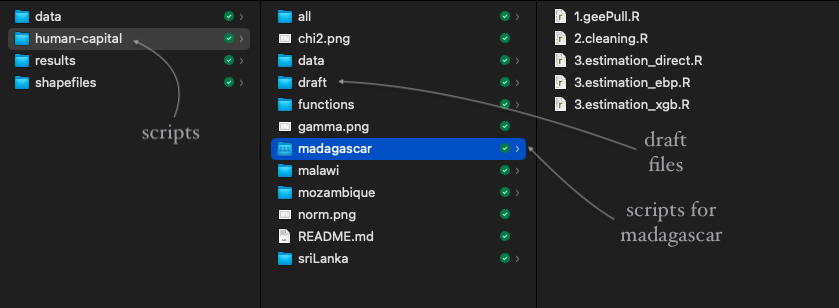 data
human-capital
results
shapefiles
scripts
all
chi2.png
data
draft
functions
gamma.png
madagascar
malawi
mozambique
norm.png
README.md
sriLanka
1.geePull.R
2.cleaning.R
3.estimation_direct.R
3.estimation_ebp.R
3.estimation_xgb.R
draft
files
scripts for
madagascar